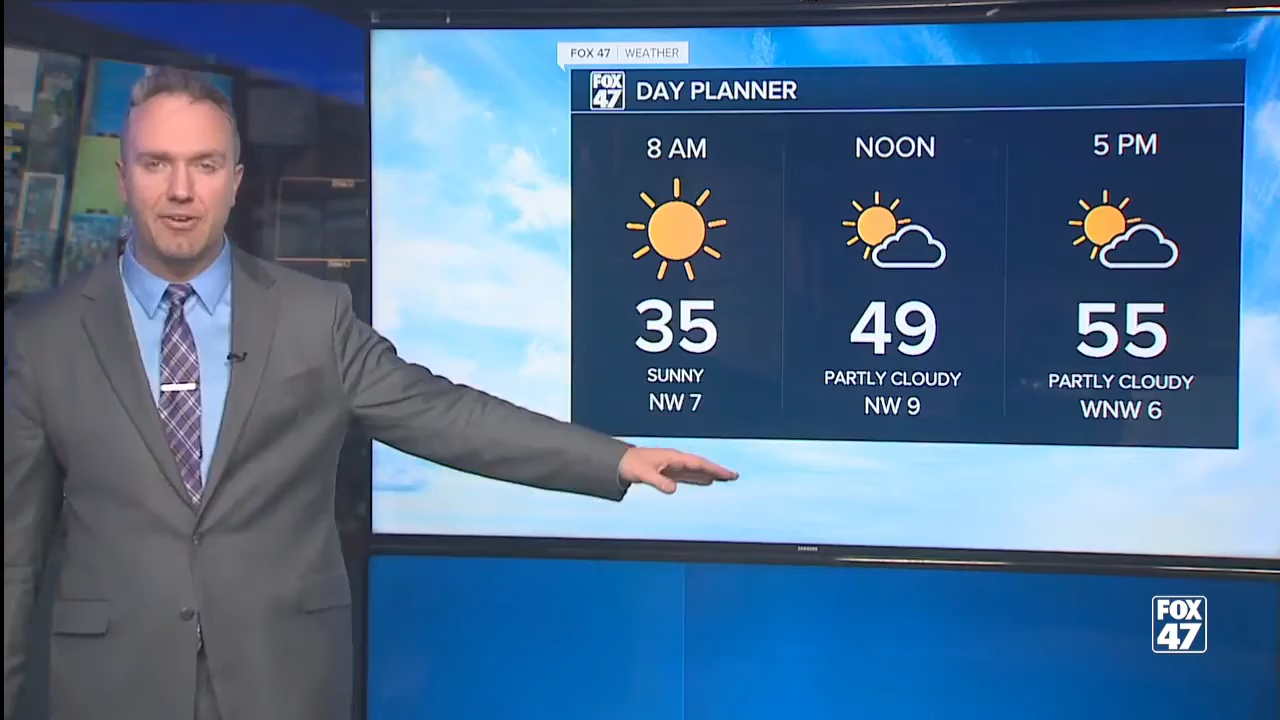 FOX 47 | WEATHER
FOX 47 DAY PLANNER
8 AM
35
SUNNY
NW 7
NOON
49
PARTLY CLOUDY
NW 9
5 PM
55
PARTLY CLOUDY
WNW 6
SAMSUNG
FOX
47